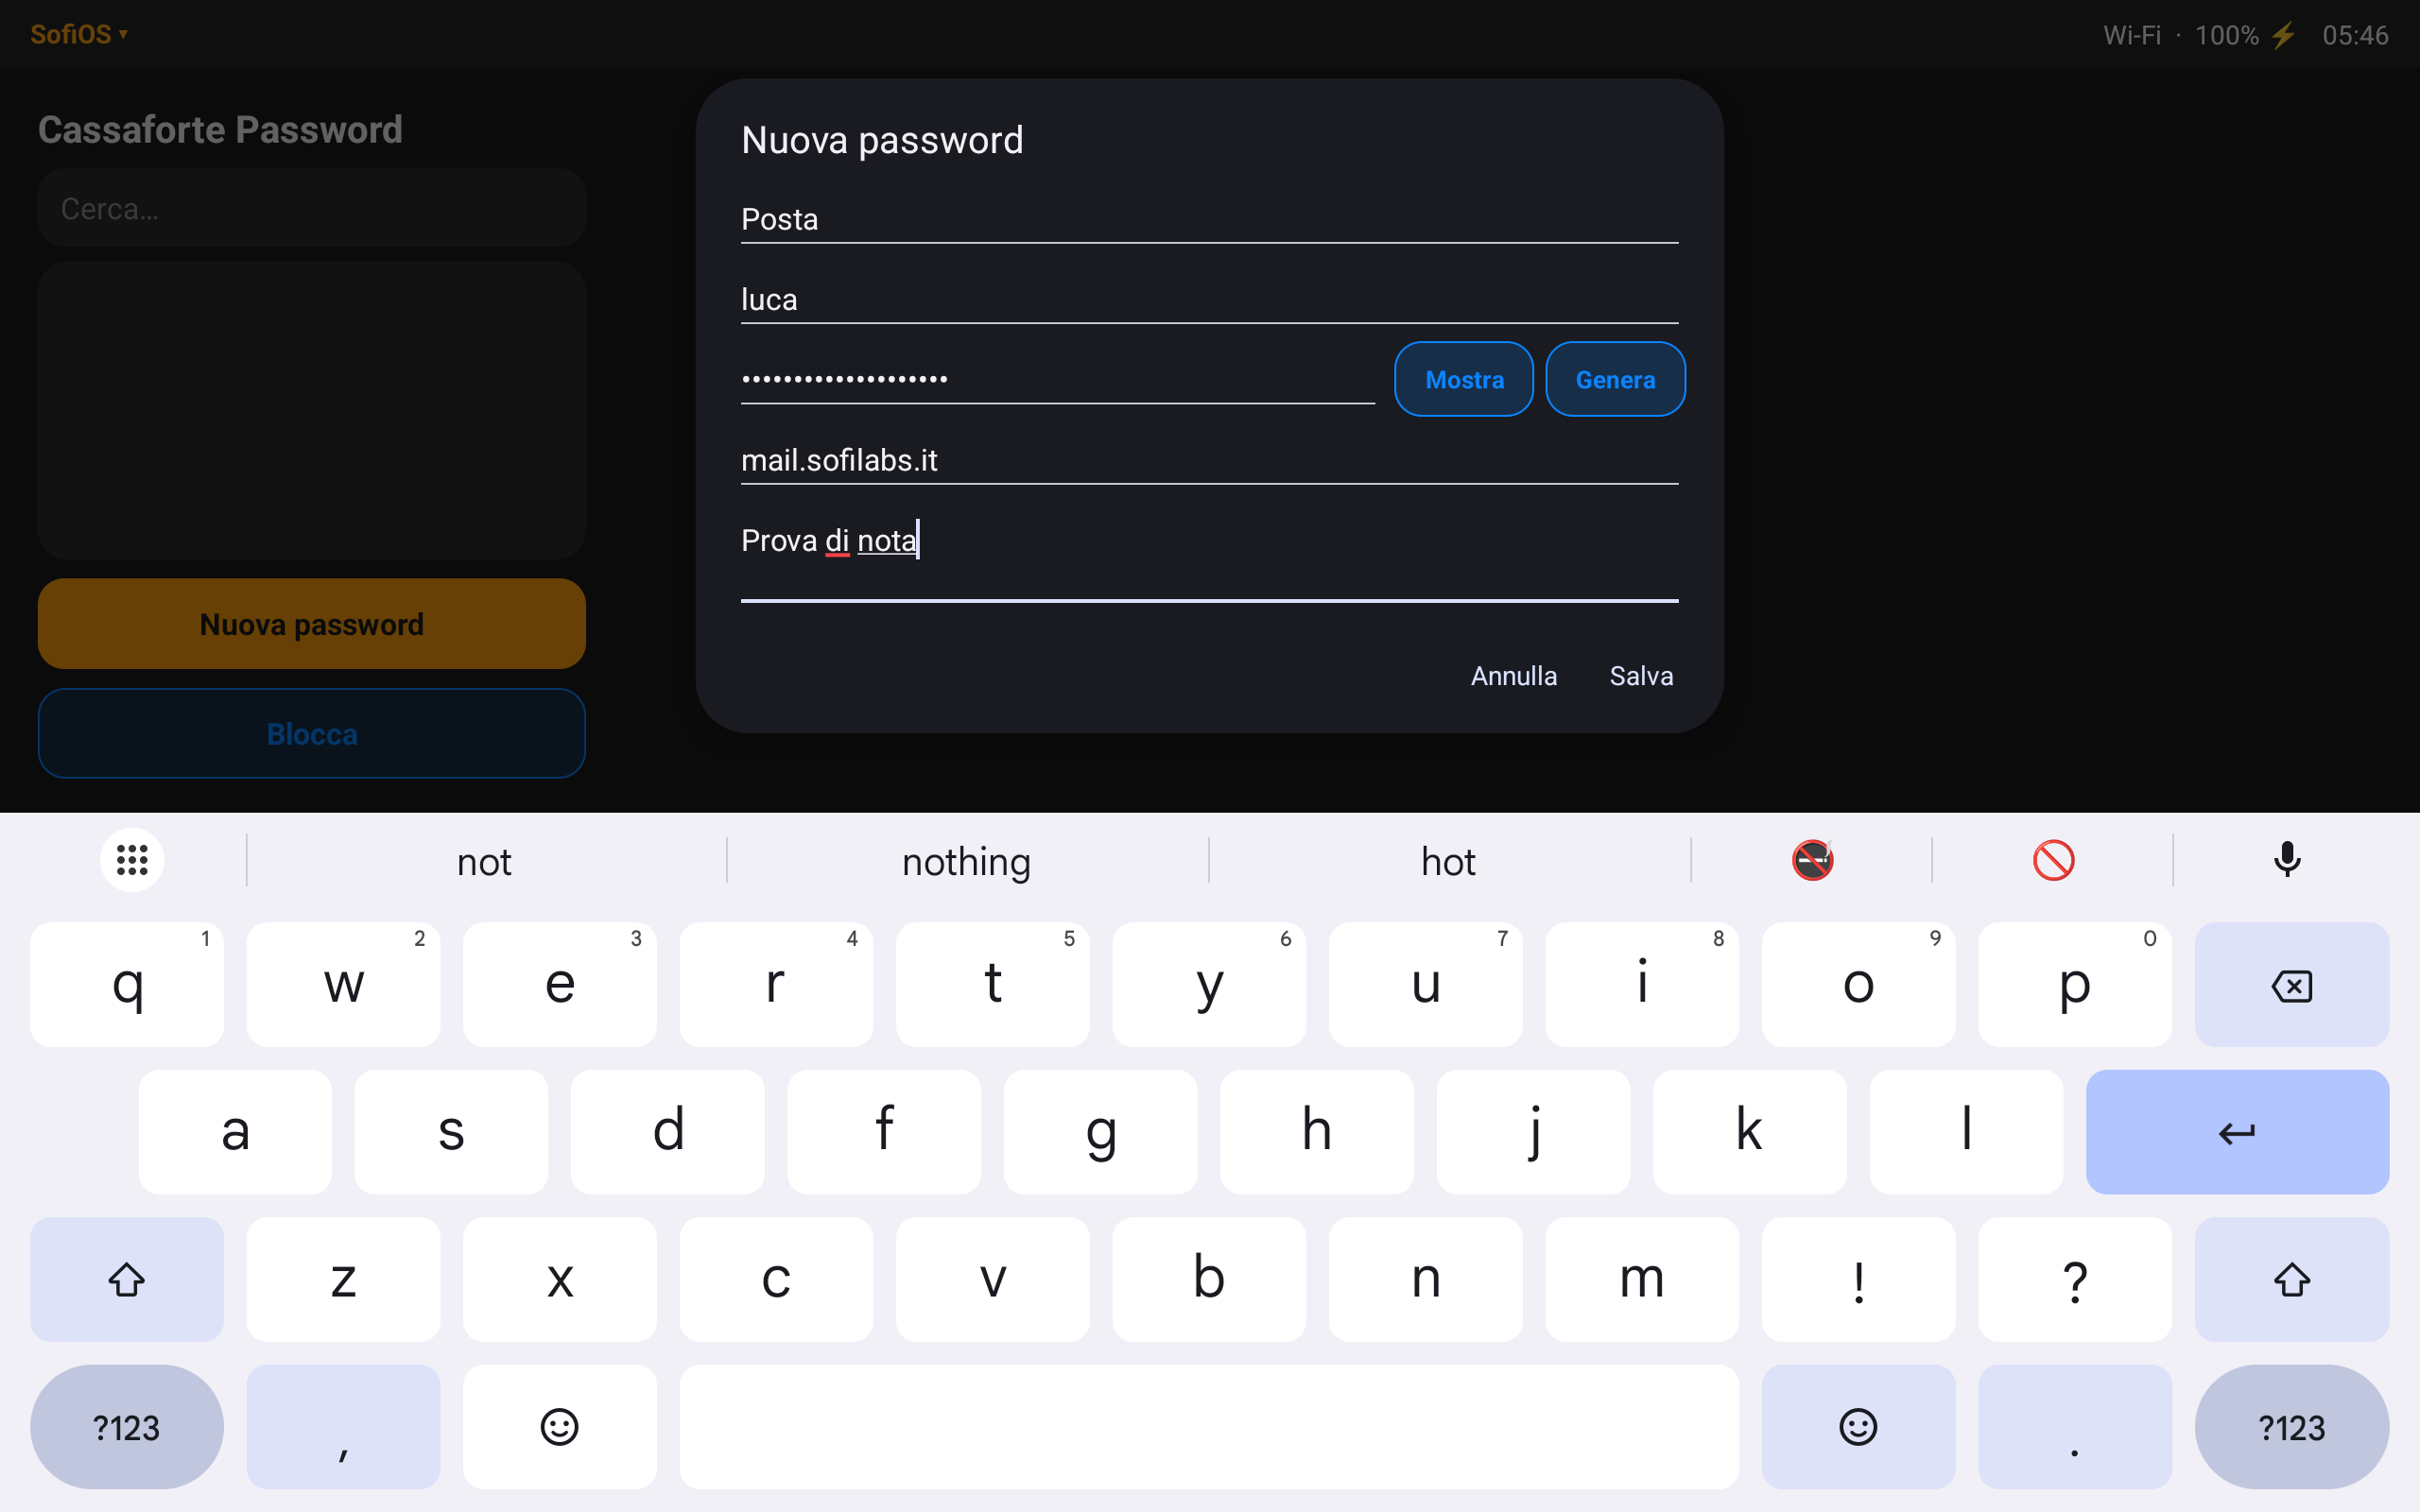 SofiOS ▾
Wi-Fi · 100% ⚡ 05:46
Cassaforte Password
Cerca...
Nuova password
Blocca
Nuova password
Posta
luca
••••••••••••••••••••
Mostra
Genera
mail.sofilabs.it
Prova di nota
Annulla
Salva
not
nothing
hot
q 1 w 2 e 3 r 4 t 5 y 6 u 7 i 8 o 9 p 0
a s d f g h j k l
z x c v b n m ! ?
?123 , . ?123